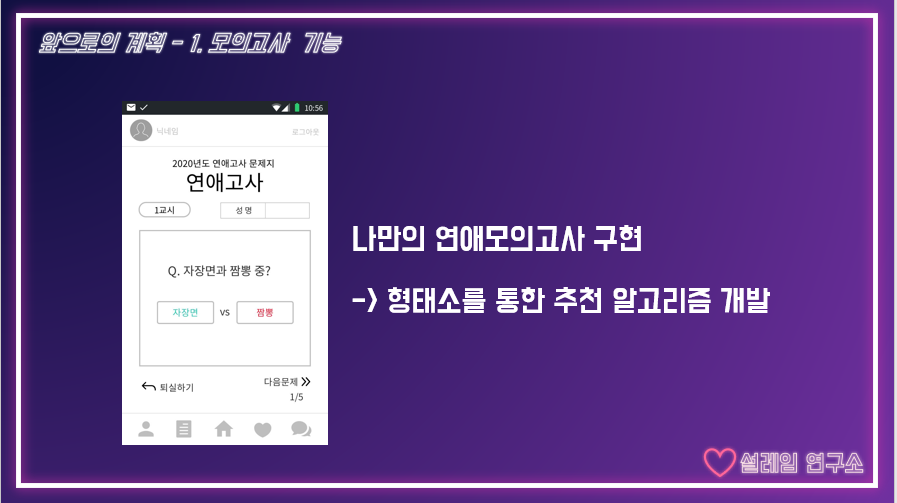 앞으로의 계획 - 1. 모의고사 기능
10:56
닉네임
로그아웃
2020년도 연애고사 문제지
연애고사
1교시
성 명
Q. 자장면과 짬뽕 중?
자장면 VS 짬뽕
퇴실하기
다음문제
1/5
나만의 연애모의고사 구현
-> 형태소를 통한 추천 알고리즘 개발
설레임 연구소